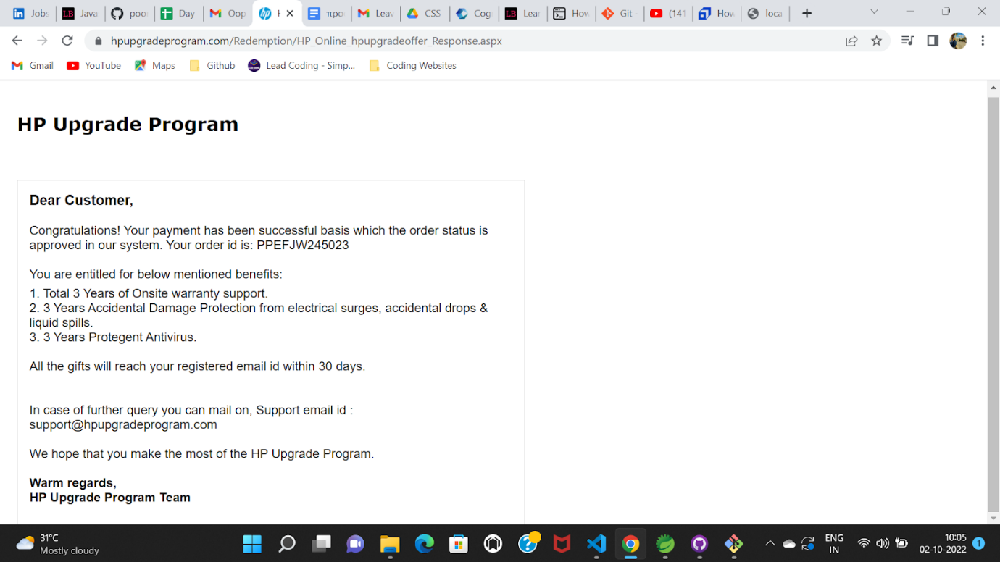 Jobs
Java
poo
Day
Oop
про
Leav
CSS
Cog
Lear
How
Git
(141
How
loca
hpupgradeprogram.com/Redemption/HP_Online_hpupgradeoffer_Response.aspx
Gmail
YouTube
Maps
Github
Lead Coding - Simp...
Coding Websites
HP Upgrade Program
Dear Customer,
Congratulations! Your payment has been successful basis which the order status is
approved in our system. Your order id is: PPEFJW245023
You are entitled for below mentioned benefits:
1. Total 3 Years of Onsite warranty support.
2. 3 Years Accidental Damage Protection from electrical surges, accidental drops &
liquid spills.
3. 3 Years Protegent Antivirus.
All the gifts will reach your registered email id within 30 days.
In case of further query you can mail on, Support email id :
support@hpupgradeprogram.com
We hope that you make the most of the HP Upgrade Program.
Warm regards,
HP Upgrade Program Team
31°C
Mostly cloudy
ENG
IN
10:05
02-10-2022
1